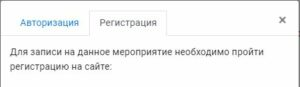 Авторизация Регистрация ×
Для записи на данное мероприятие необходимо пройти
регистрацию на сайте: